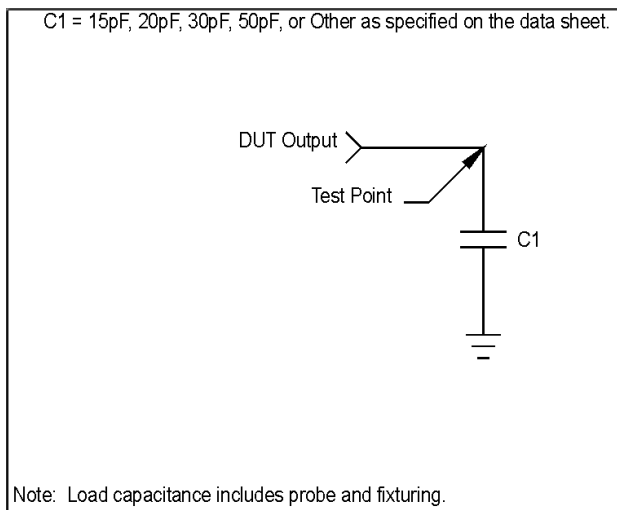 C1 = 15pF, 20pF, 30pF, 50pF, or Other as specified on the data sheet.
DUT Output
Test Point
C1
Note: Load capacitance includes probe and fixturing.